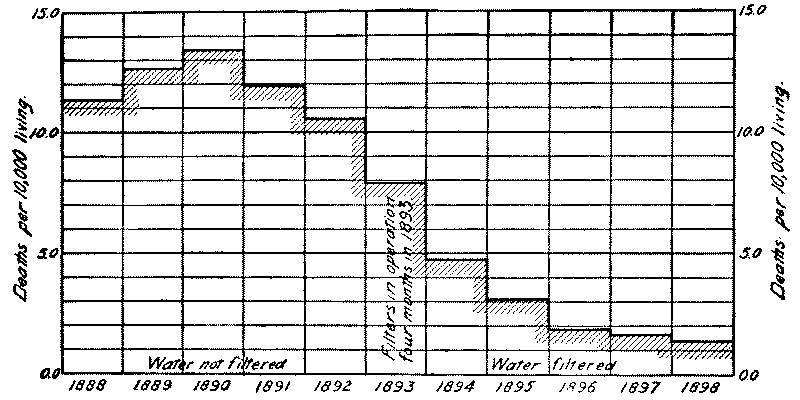 15.0
15.0
Deaths per 10,000 living.
Deaths per 10,000 living.
10.0
10.0
Filters in operation
four months in 1893
5.0
5.0
Water not filtered
Water filtered
0.0
0.0
1888 1889 1890 1891 1892 1893 1894 1895 1896 1897 1898